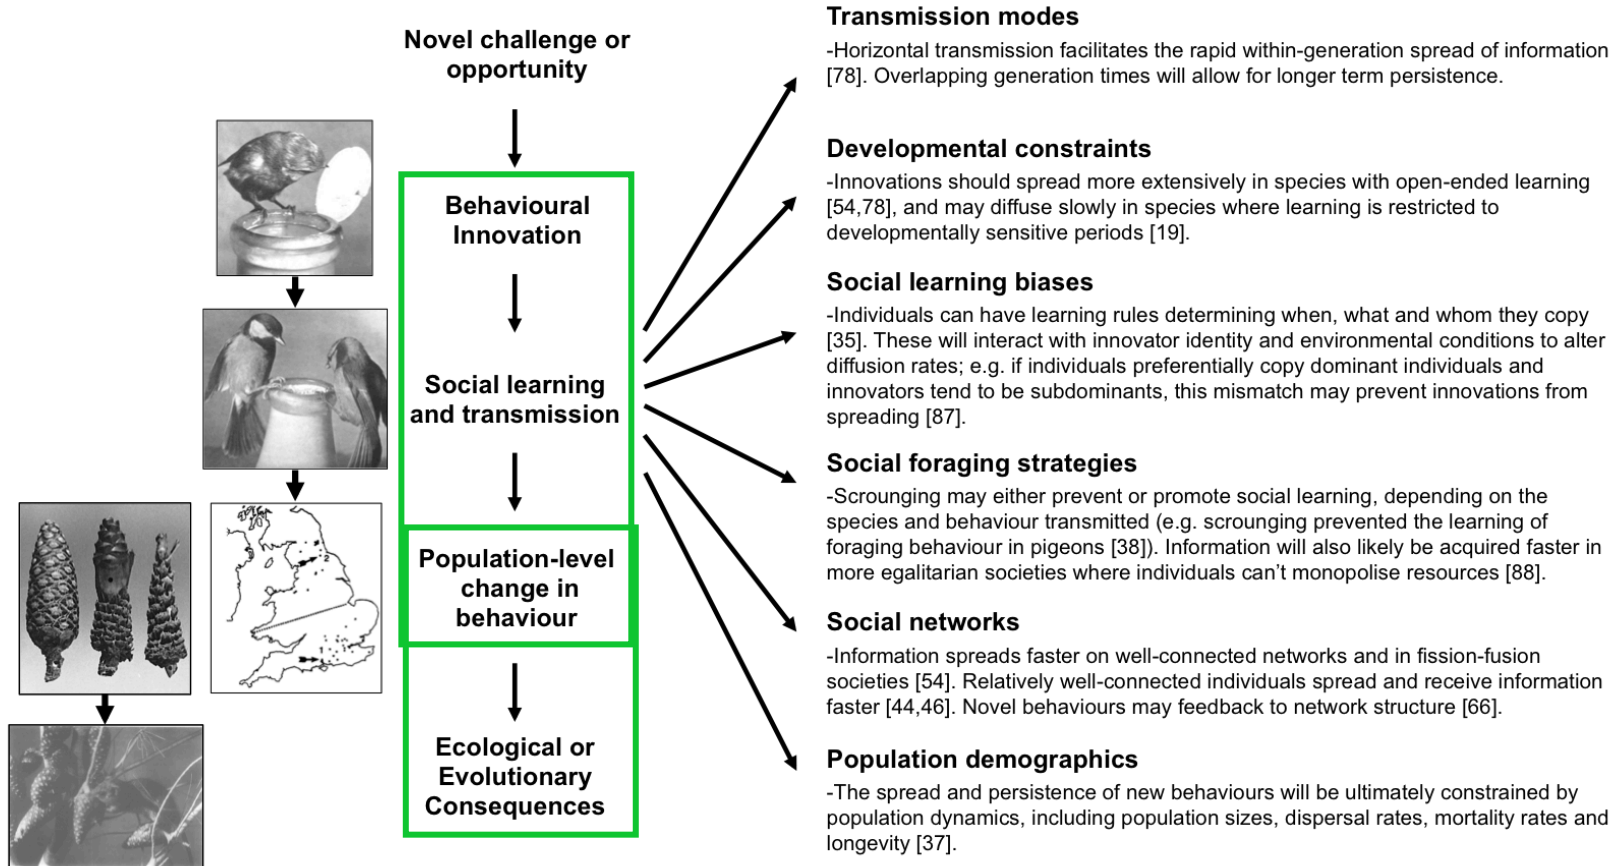 Novel challenge or
opportunity
Behavioural
Innovation
Social learning
and transmission
Population-level
change in
behaviour
Ecological or
Evolutionary
Consequences
2
1
Transmission modes
-Horizontal transmission facilitates the rapid within-generation spread of information
[78]. Overlapping generation times will allow for longer term persistence.
Developmental constraints
-Innovations should spread more extensively in species with open-ended learning
[54,78], and may diffuse slowly in species where learning is restricted to
developmentally sensitive periods [19].
Social learning biases
-Individuals can have learning rules determining when, what and whom they copy
[35]. These will interact with innovator identity and environmental conditions to alter
diffusion rates; e.g. if individuals preferentially copy dominant individuals and
innovators tend to be subdominants, this mismatch may prevent innovations from
spreading [87].
Social foraging strategies
-Scrounging may either prevent or promote social learning, depending on the
species and behaviour transmitted (e.g. scrounging prevented the learning of
foraging behaviour in pigeons [38]). Information will also likely be acquired faster in
more egalitarian societies where individuals can't monopolise resources [88].
Social networks
-Information spreads faster on well-connected networks and in fission-fusion
societies [54]. Relatively well-connected individuals spread and receive information
faster [44,46]. Novel behaviours may feedback to network structure [66].
Population demographics
-The spread and persistence of new behaviours will be ultimately constrained by
population dynamics, including population sizes, dispersal rates, mortality rates and
longevity [37].